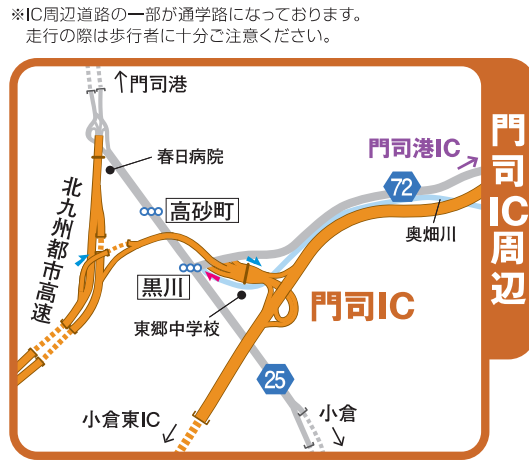 ※IC周辺道路の一部が通学路になっております。
走行の際は歩行者に十分ご注意ください。
門司IC周辺
↑門司港
春日病院
門司港IC
72
高砂町
北九州都市高速
奥畑川
黒川
門司IC
東郷中学校
25
小倉東IC
小倉